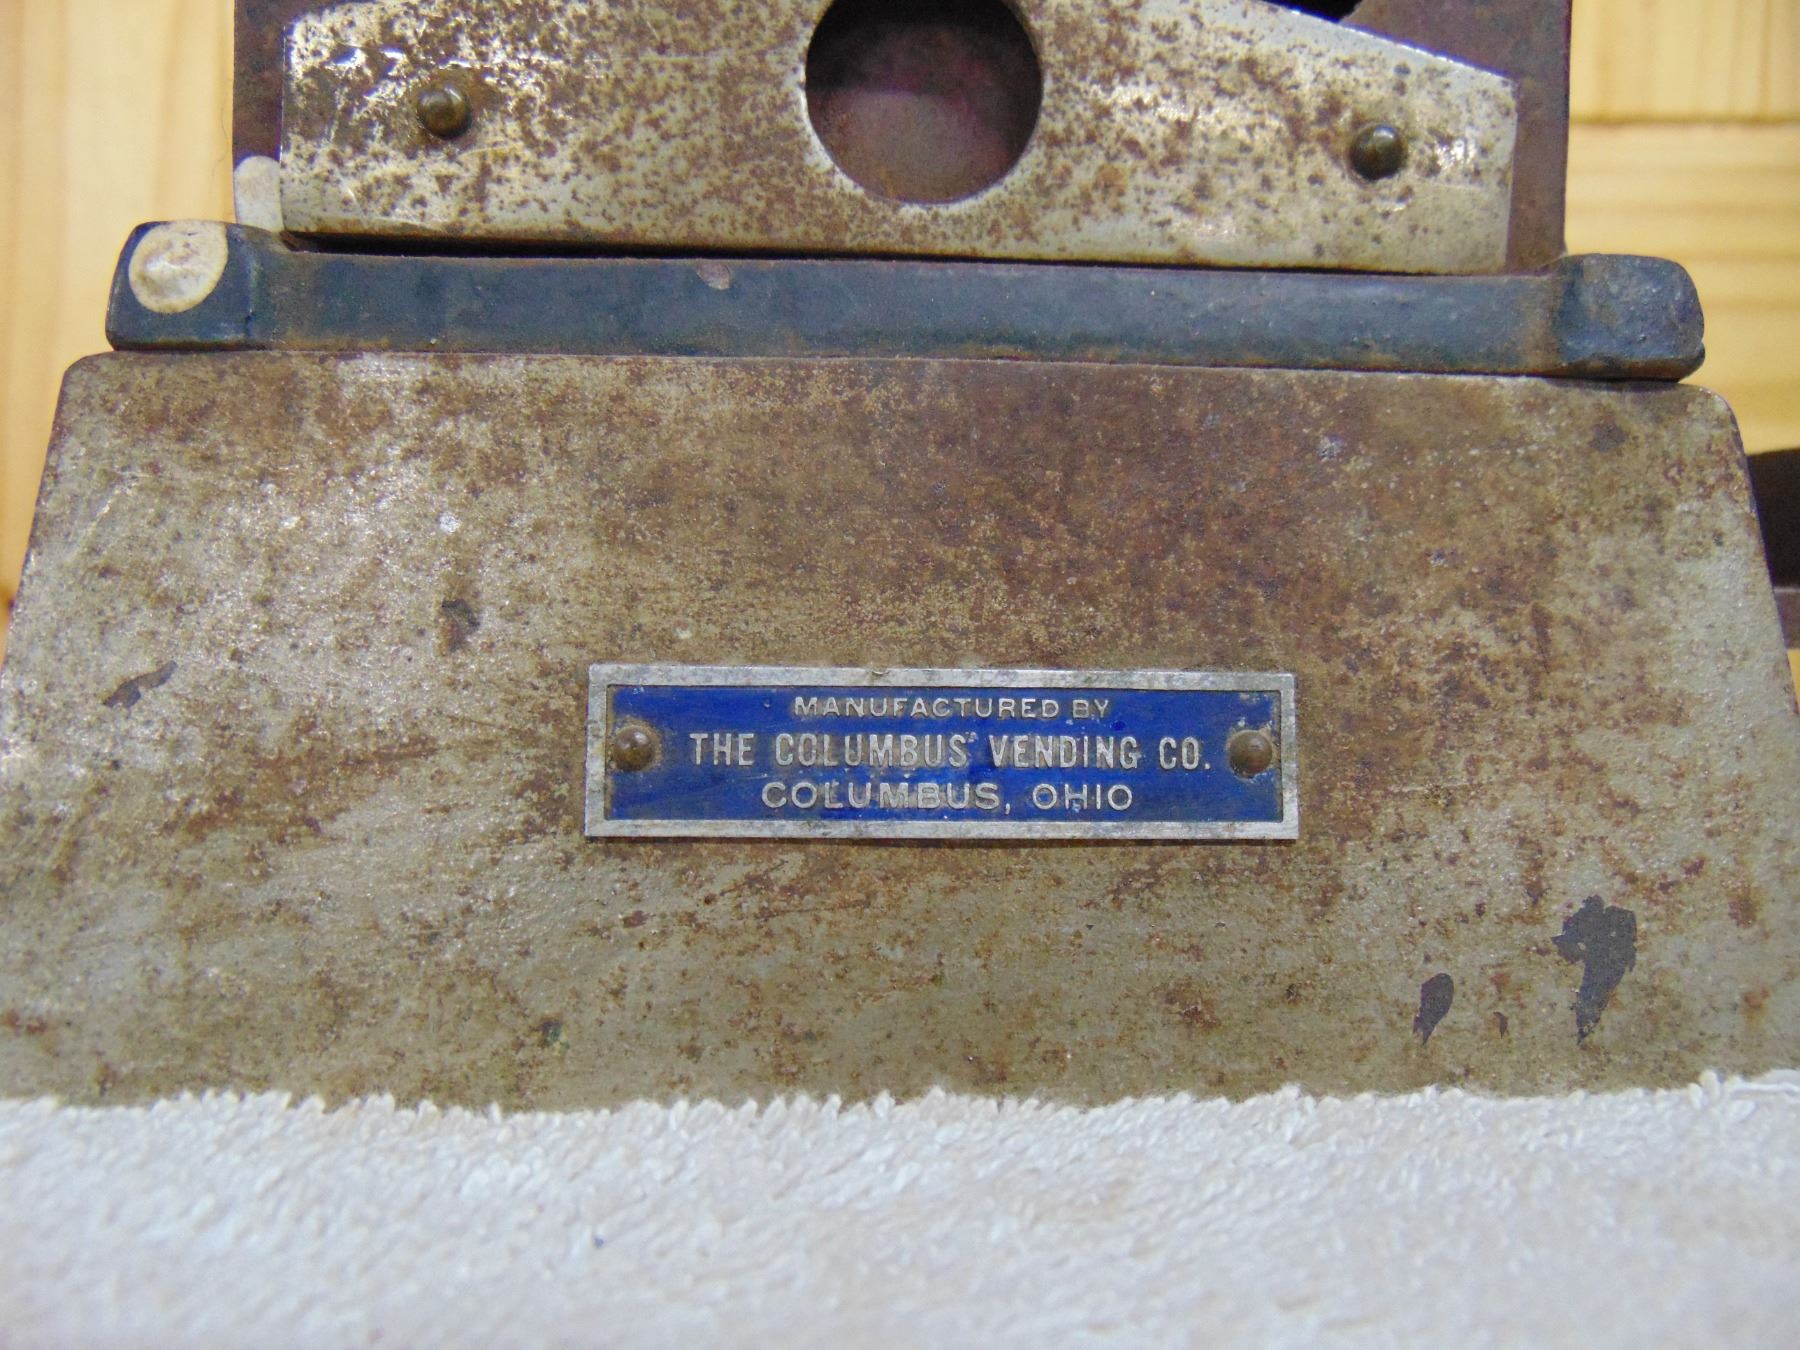 MANUFACTURED BY
THE COLUMBUS VENDING CO.
COLUMBUS, OHIO